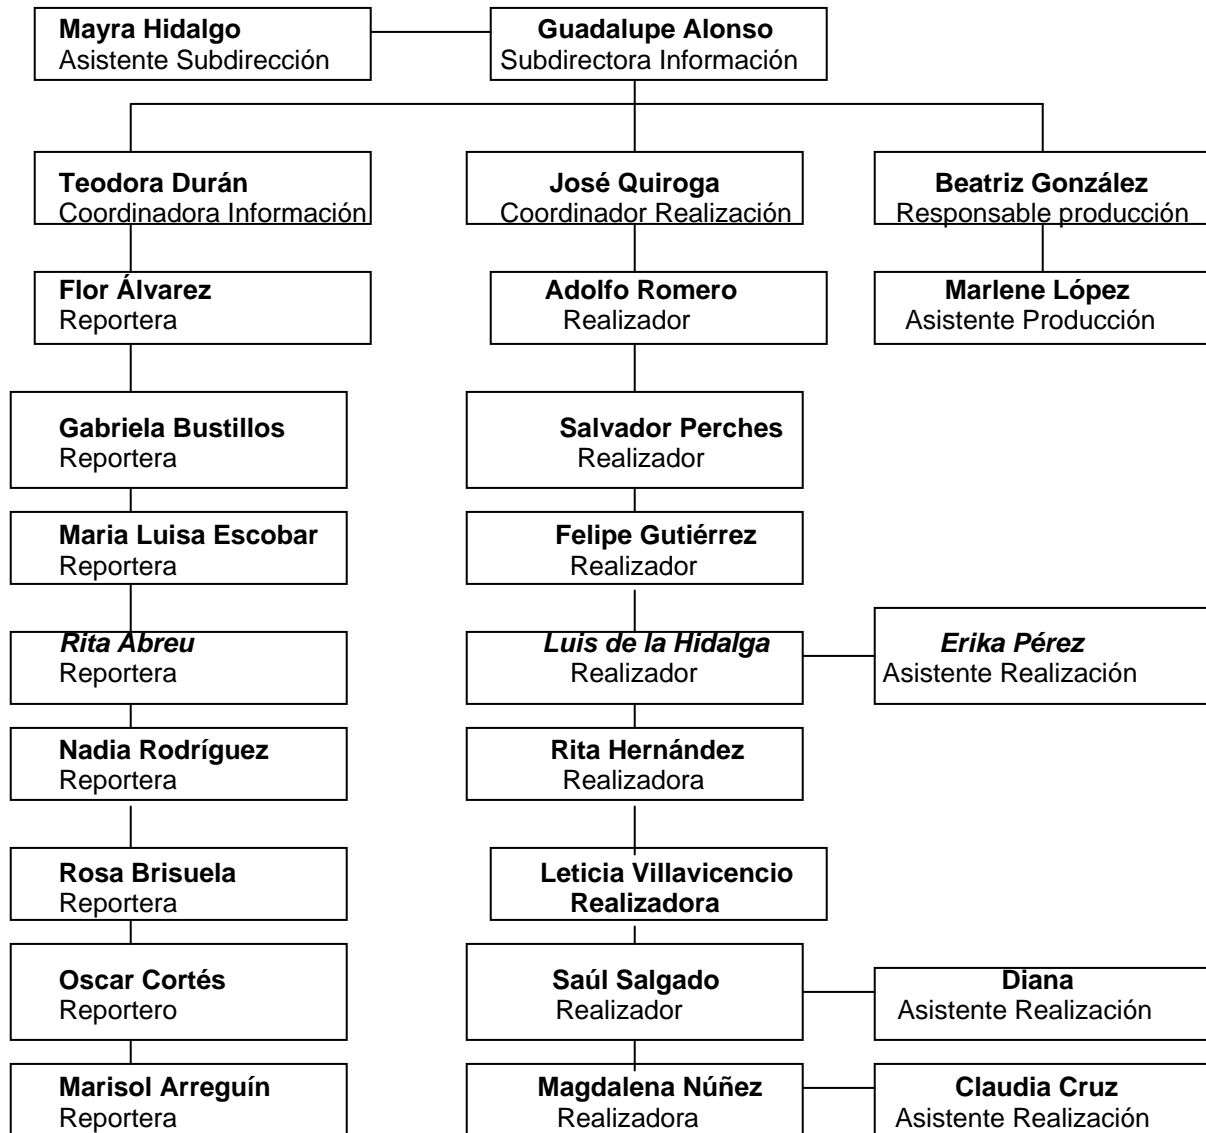 Mayra Hidalgo
Asistente Subdirección
Guadalupe Alonso
Subdirectora Información
Teodora Durán
Coordinadora Información
José Quiroga
Coordinador Realización
Beatriz González
Responsable producción
Flor Álvarez
Reportera
Adolfo Romero
Realizador
Marlene López
Asistente Producción
Gabriela Bustillos
Reportera
Salvador Perches
Realizador
Maria Luisa Escobar
Reportera
Felipe Gutiérrez
Realizador
Rita Abreu
Reportera
Luis de la Hidalga
Realizador
Erika Pérez
Asistente Realización
Nadia Rodríguez
Reportera
Rita Hernández
Realizadora
Rosa Brisuela
Reportera
Leticia Villavicencio
Realizadora
Oscar Cortés
Reportero
Saúl Salgado
Realizador
Diana
Asistente Realización
Marisol Arreguín
Reportera
Magdalena Núñez
Realizadora
Claudia Cruz
Asistente Realización